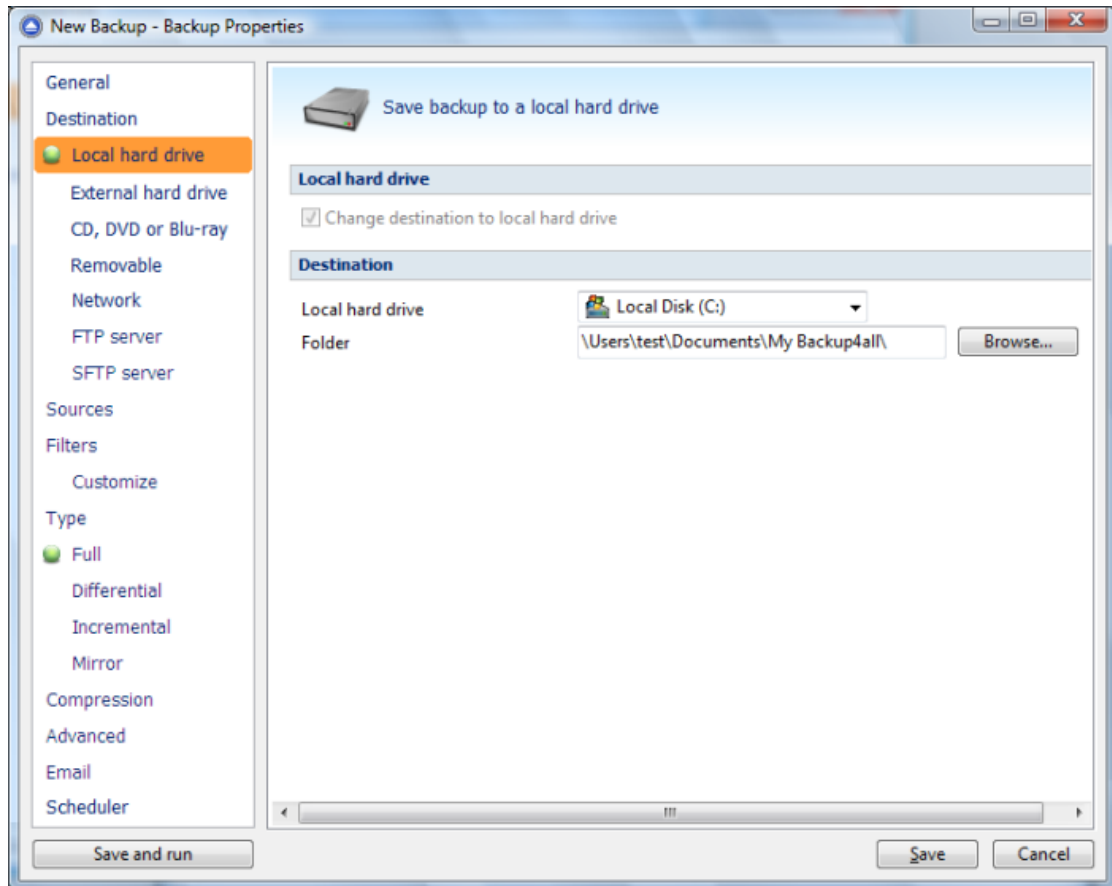 New Backup - Backup Properties
General
Destination
Local hard drive
External hard drive
CD, DVD or Blu-ray
Removable
Network
FTP server
SFTP server
Sources
Filters
Customize
Type
Full
Differential
Incremental
Mirror
Compression
Advanced
Email
Scheduler
Save backup to a local hard drive
Local hard drive
Change destination to local hard drive
Destination
Local hard drive Local Disk (C:)
Folder \Users\test\Documents\My Backup4all\ Browse...
Save and run Save Cancel